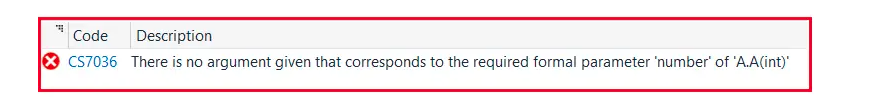 Code Description
CS7036 There is no argument given that corresponds to the required formal parameter 'number' of 'A.A(int)'